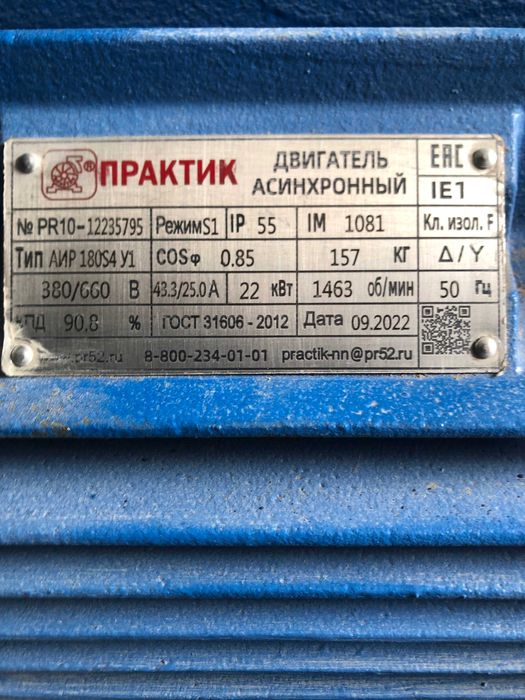 ПРАКТИК® ДВИГАТЕЛЬ АСИНХРОННЫЙ EAC
IE1
№ PR10-12235795 РежимS1 IP 55 IM 1081 Кл. изол. F
Тип АИР 180S4 У1 COSφ 0.85 157 КГ Δ/Y
380/660 В 43.3/25.0 А 22 кВт 1463 об/мин 50 Гц
КПД 90.8 % ГОСТ 31606-2012 Дата 09.2022
www.pr52.ru 8-800-234-01-01 practik-nn@pr52.ru